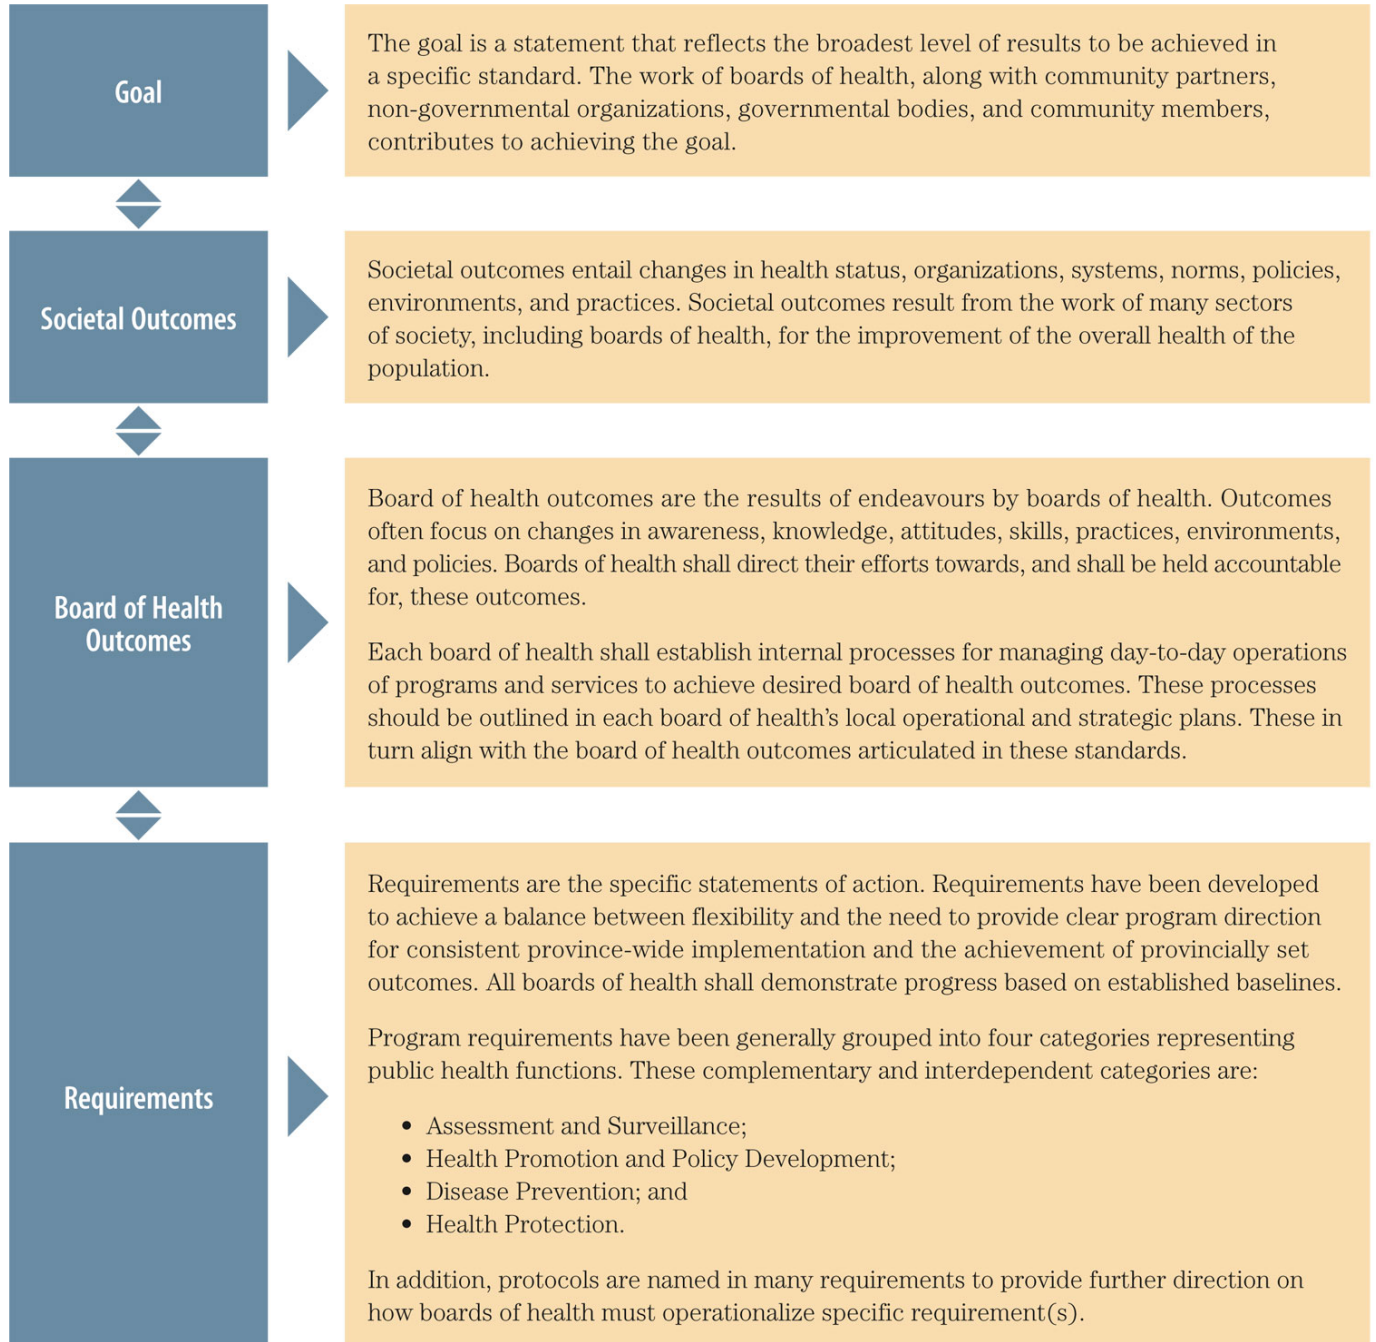 Goal
The goal is a statement that reflects the broadest level of results to be achieved in
a specific standard. The work of boards of health, along with community partners,
non-governmental organizations, governmental bodies, and community members,
contributes to achieving the goal.
Societal Outcomes
Societal outcomes entail changes in health status, organizations, systems, norms, policies,
environments, and practices. Societal outcomes result from the work of many sectors
of society, including boards of health, for the improvement of the overall health of the
population.
Board of Health
Outcomes
Board of health outcomes are the results of endeavours by boards of health. Outcomes
often focus on changes in awareness, knowledge, attitudes, skills, practices, environments,
and policies. Boards of health shall direct their efforts towards, and shall be held accountable
for, these outcomes.
Each board of health shall establish internal processes for managing day-to-day operations
of programs and services to achieve desired board of health outcomes. These processes
should be outlined in each board of health’s local operational and strategic plans. These in
turn align with the board of health outcomes articulated in these standards.
Requirements
Requirements are the specific statements of action. Requirements have been developed
to achieve a balance between flexibility and the need to provide clear program direction
for consistent province-wide implementation and the achievement of provincially set
outcomes. All boards of health shall demonstrate progress based on established baselines.
Program requirements have been generally grouped into four categories representing
public health functions. These complementary and interdependent categories are:
• Assessment and Surveillance;
• Health Promotion and Policy Development;
• Disease Prevention; and
• Health Protection.
In addition, protocols are named in many requirements to provide further direction on
how boards of health must operationalize specific requirement(s).